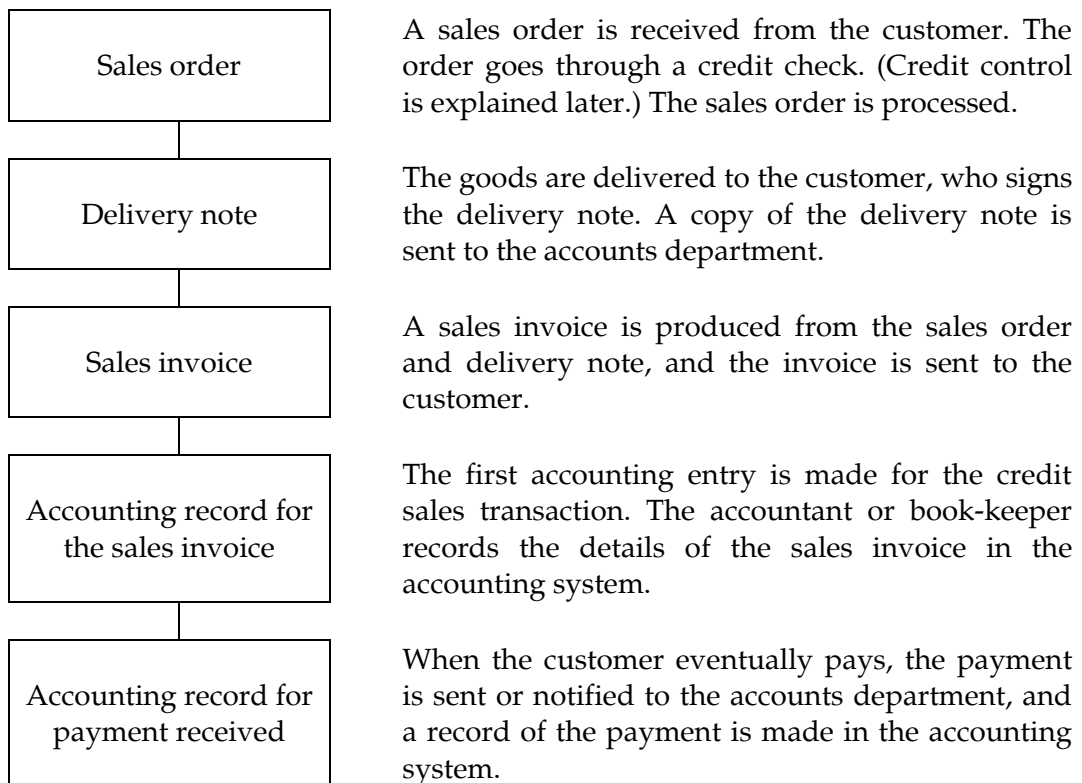 Sales order
A sales order is received from the customer. The
order goes through a credit check. (Credit control
is explained later.) The sales order is processed.
Delivery note
The goods are delivered to the customer, who signs
the delivery note. A copy of the delivery note is
sent to the accounts department.
Sales invoice
A sales invoice is produced from the sales order
and delivery note, and the invoice is sent to the
customer.
Accounting record for
the sales invoice
The first accounting entry is made for the credit
sales transaction. The accountant or book-keeper
records the details of the sales invoice in the
accounting system.
Accounting record for
payment received
When the customer eventually pays, the payment
is sent or notified to the accounts department, and
a record of the payment is made in the accounting
system.